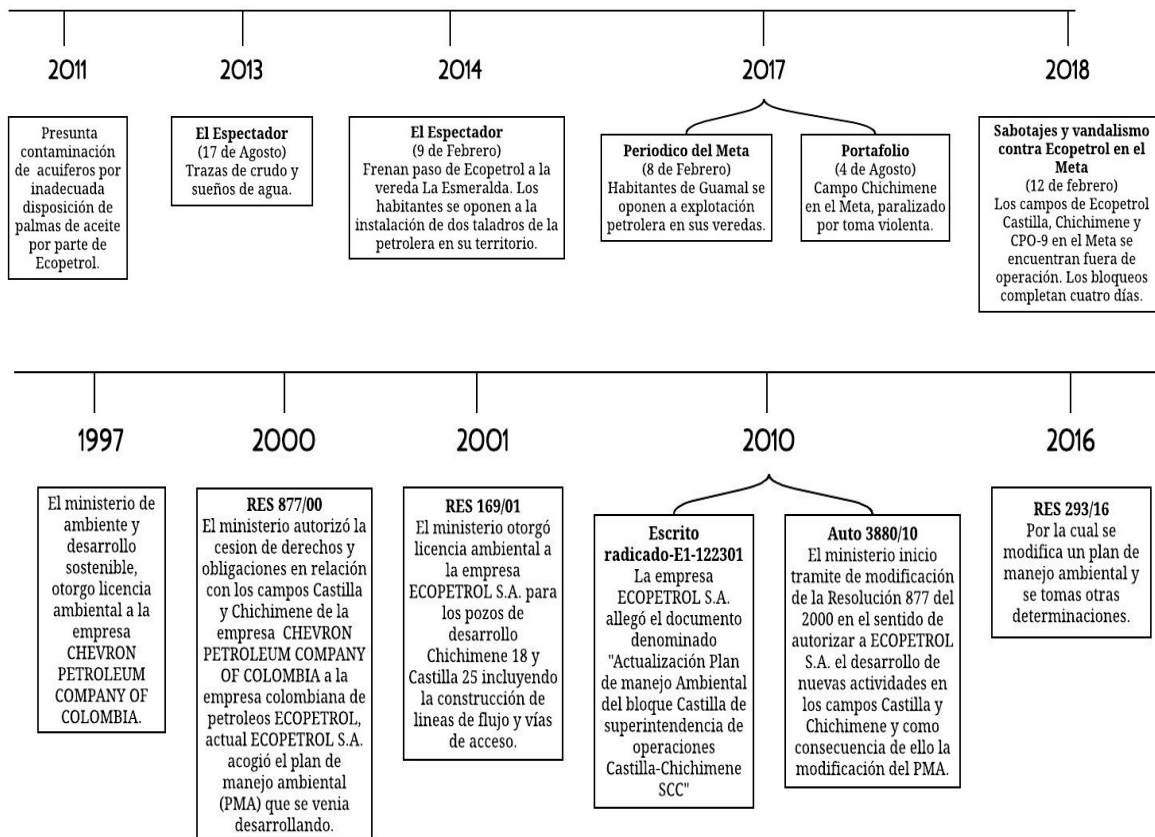 2011
Presunta
contaminación
de acuiferos por
inadecuada
disposición de
palmas de aceite
por parte de
Ecopetrol.
2013
El Espectador
(17 de Agosto)
Trazas de crudo y
sueños de agua.
2014
El Espectador
(9 de Febrero)
Frenan paso de Ecopetrol a la
vereda La Esmeralda. Los
habitantes se oponen a la
instalación de dos taladros de la
petrolera en su territorio.
2017
Periodico del Meta
(8 de Febrero)
Habitantes de Guamal se
oponen a explotación
petrolera en sus veredas.
Portafolio
(4 de Agosto)
Campo Chichimene
en el Meta, paralizado
por toma violenta.
2018
Sabotajes y vandalismo
contra Ecopetrol en el
Meta
(12 de febrero)
Los campos de Ecopetrol
Castilla, Chichimene y
CPO-9 en el Meta se
encuentran fuera de
operación. Los bloqueos
completan cuatro días.
1997
El ministerio de
ambiente y
desarrollo
sostenible,
otorgo licencia
ambiental a la
empresa
CHEVRON
PETROLEUM
COMPANY OF
COLOMBIA.
2000
RES 877/00
El ministerio autorizó la
cesion de derechos y
obligaciones en relación
con los campos Castilla
y Chichimene de la
empresa CHEVRON
PETROLEUM COMPANY
OF COLOMBIA a la
empresa colombiana de
petroleos ECOPETROL,
actual ECOPETROL S.A.
acogió el plan de
manejo ambiental
(PMA) que se venia
desarrollando.
2001
RES 169/01
El ministerio otorgó
licencia ambiental a
la empresa
ECOPETROL S.A. para
los pozos de
desarrollo
Chichimene 18 y
Castilla 25 incluyendo
la construcción de
lineas de flujo y vías
de acceso.
2010
Escrito
radicado-E1-122301
La empresa
ECOPETROL S.A.
allegó el documento
denominado
"Actualización Plan
de manejo Ambiental
del bloque Castilla de
superintendencia de
operaciones
Castilla-Chichimene
SCC"
Auto 3880/10
El ministerio inicio
tramite de modificación
de la Resolución 877 del
2000 en el sentido de
autorizar a ECOPETROL
S.A. el desarrollo de
nuevas actividades en
los campos Castilla y
Chichimene y como
consecuencia de ello la
modificación del PMA.
2016
RES 293/16
Por la cual se
modifica un plan de
manejo ambiental y
se tomas otras
determinaciones.